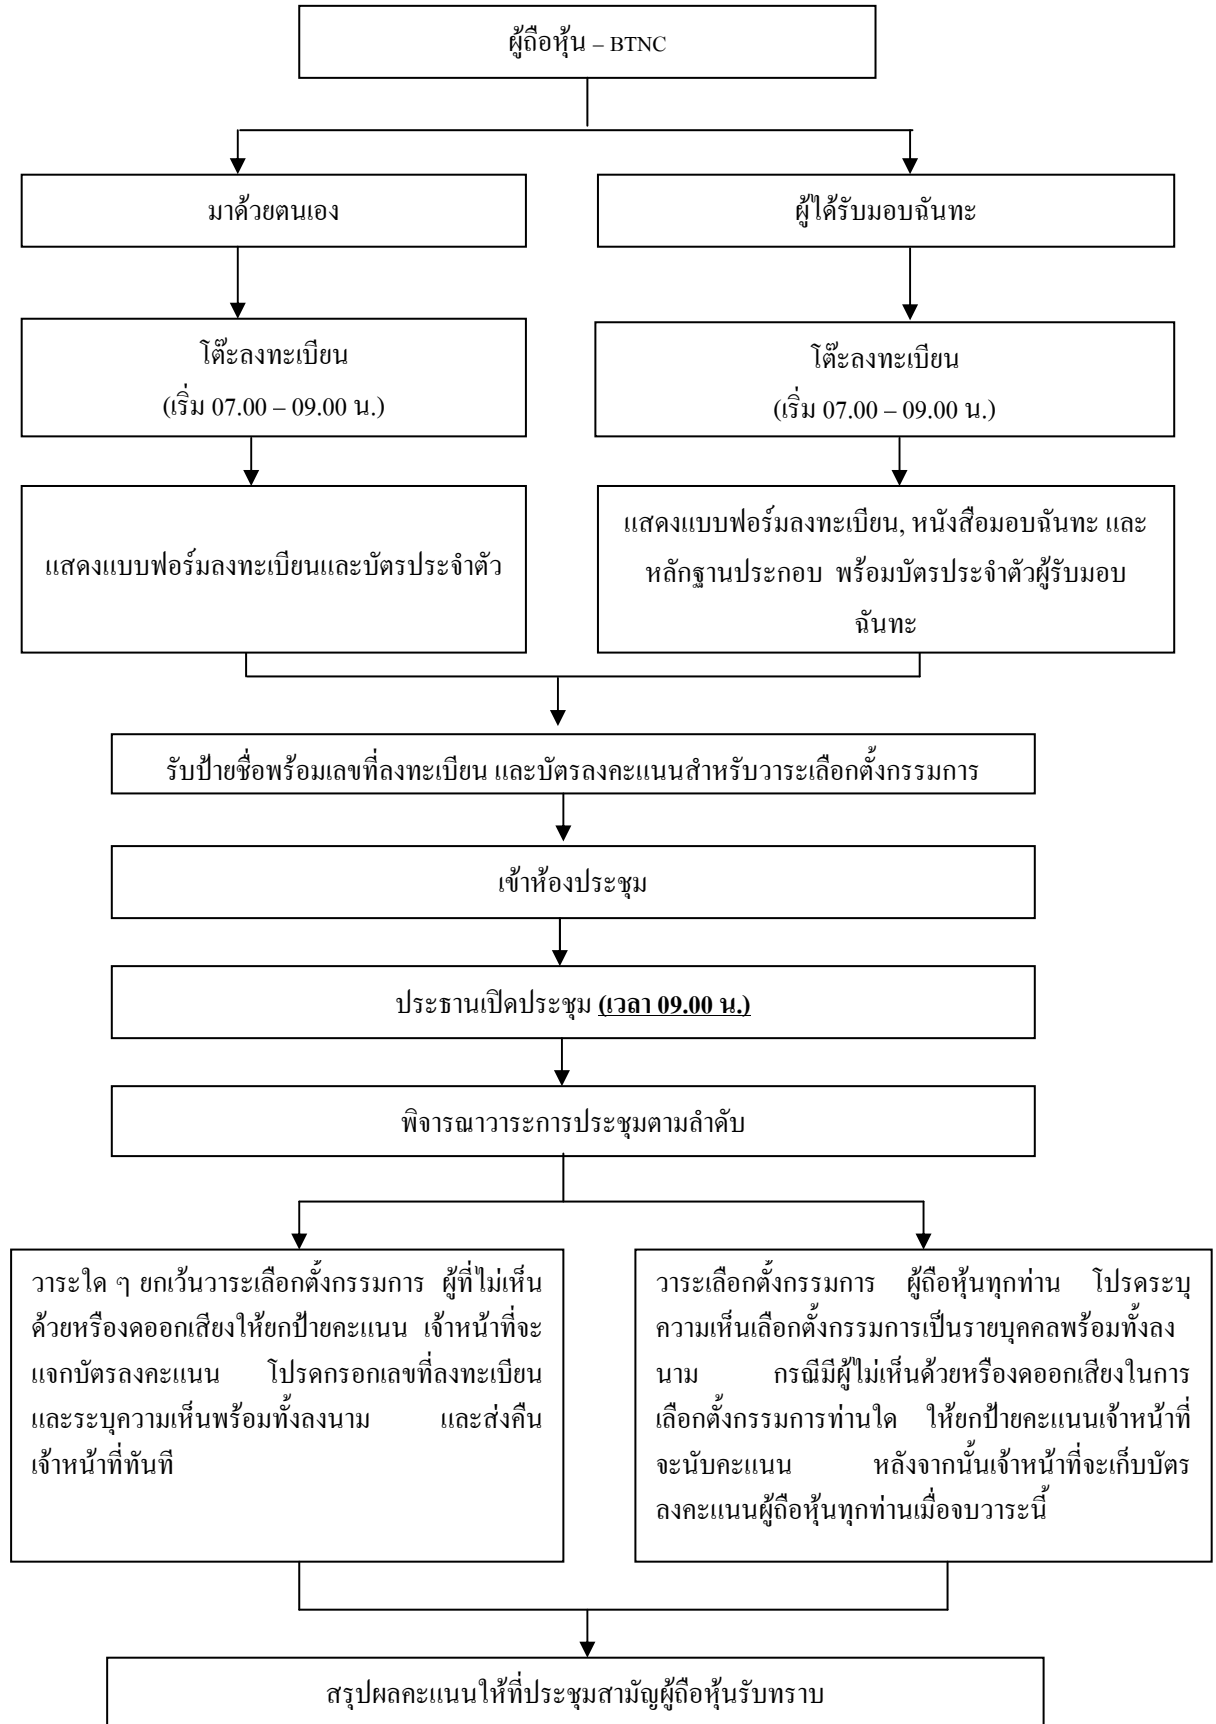 ผู้ถือหุ้น – BTNC
มาด้วยตนเอง
ผู้ได้รับมอบฉันทะ
โต๊ะลงทะเบียน
(เริ่ม 07.00 – 09.00 น.)
โต๊ะลงทะเบียน
(เริ่ม 07.00 – 09.00 น.)
แสดงแบบฟอร์มลงทะเบียนและบัตรประจำตัว
แสดงแบบฟอร์มลงทะเบียน, หนังสือมอบฉันทะ และ
หลักฐานประกอบ พร้อมบัตรประจำตัวผู้รับมอบ
ฉันทะ
รับป้ายชื่อพร้อมเลขที่ลงทะเบียน และบัตรลงคะแนนสำหรับวาระเลือกตั้งกรรมการ
เข้าห้องประชุม
ประธานเปิดประชุม (เวลา 09.00 น.)
พิจารณาวาระการประชุมตามลำดับ
วาระใด ๆ ยกเว้นวาระเลือกตั้งกรรมการ ผู้ที่ไม่เห็น
ด้วยหรืองดออกเสียงให้ยกป้ายคะแนน เจ้าหน้าที่จะ
แจกบัตรลงคะแนน โปรดกรอกเลขที่ลงทะเบียน
และระบุความเห็นพร้อมทั้งลงนาม และส่งคืน
เจ้าหน้าที่ทันที
วาระเลือกตั้งกรรมการ ผู้ถือหุ้นทุกท่าน โปรดระบุ
ความเห็นเลือกตั้งกรรมการเป็นรายบุคคลพร้อมทั้งลง
นาม กรณีมีผู้ไม่เห็นด้วยหรืองดออกเสียงในการ
เลือกตั้งกรรมการท่านใด ให้ยกป้ายคะแนนเจ้าหน้าที่
จะนับคะแนน หลังจากนั้นเจ้าหน้าที่จะเก็บบัตร
ลงคะแนนผู้ถือหุ้นทุกท่านเมื่อจบวาระนี้
สรุปผลคะแนนให้ที่ประชุมสามัญผู้ถือหุ้นรับทราบ